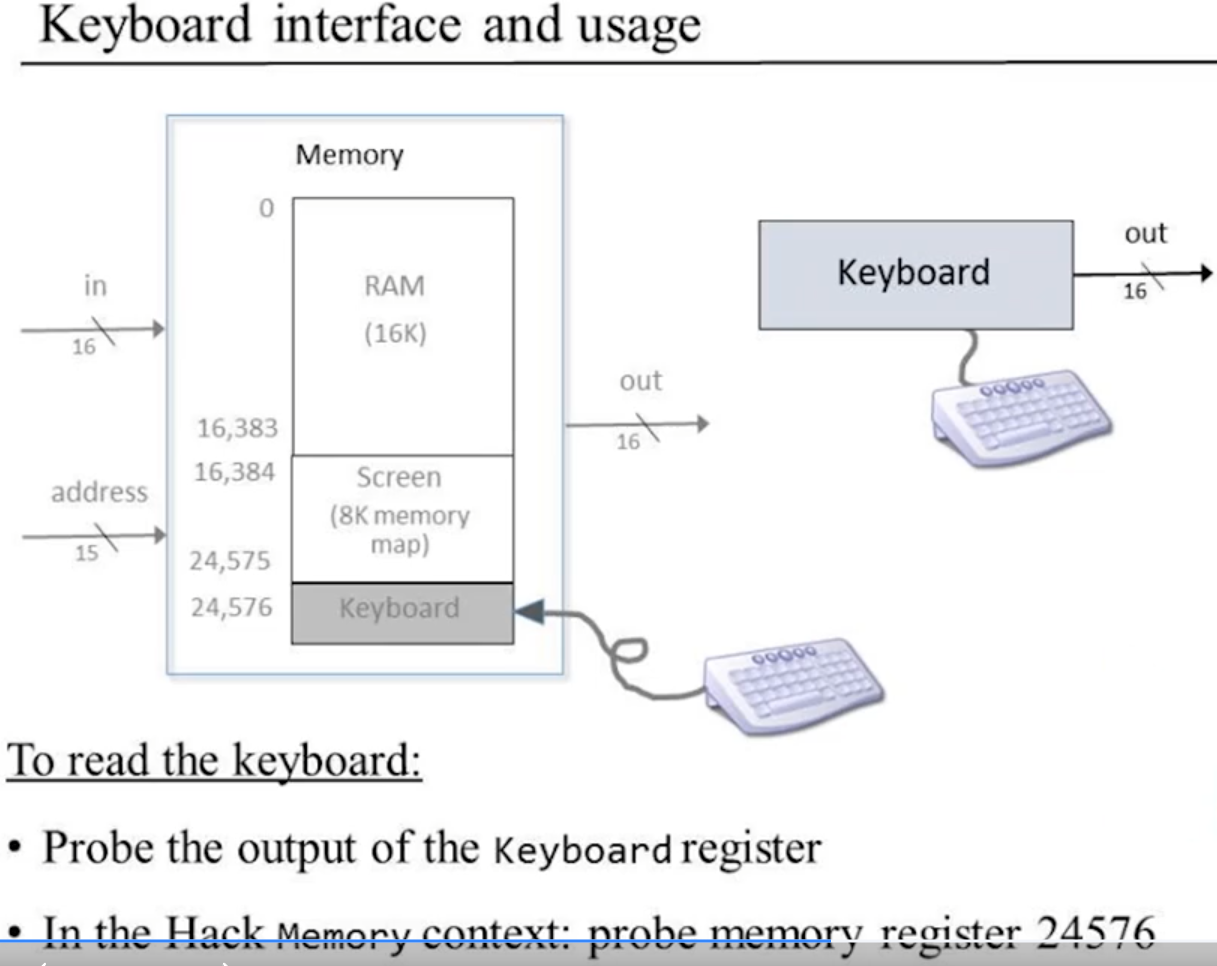 Keyboard interface and usage
Memory
0
RAM
(16K)
in
16
16,383
16,384
Screen
(8K memory
map)
address
15
24,575
24,576
Keyboard
out
16
Keyboard
out
16
To read the keyboard:
• Probe the output of the Keyboard register
• In the Hack Memory context: probe memory register 24576